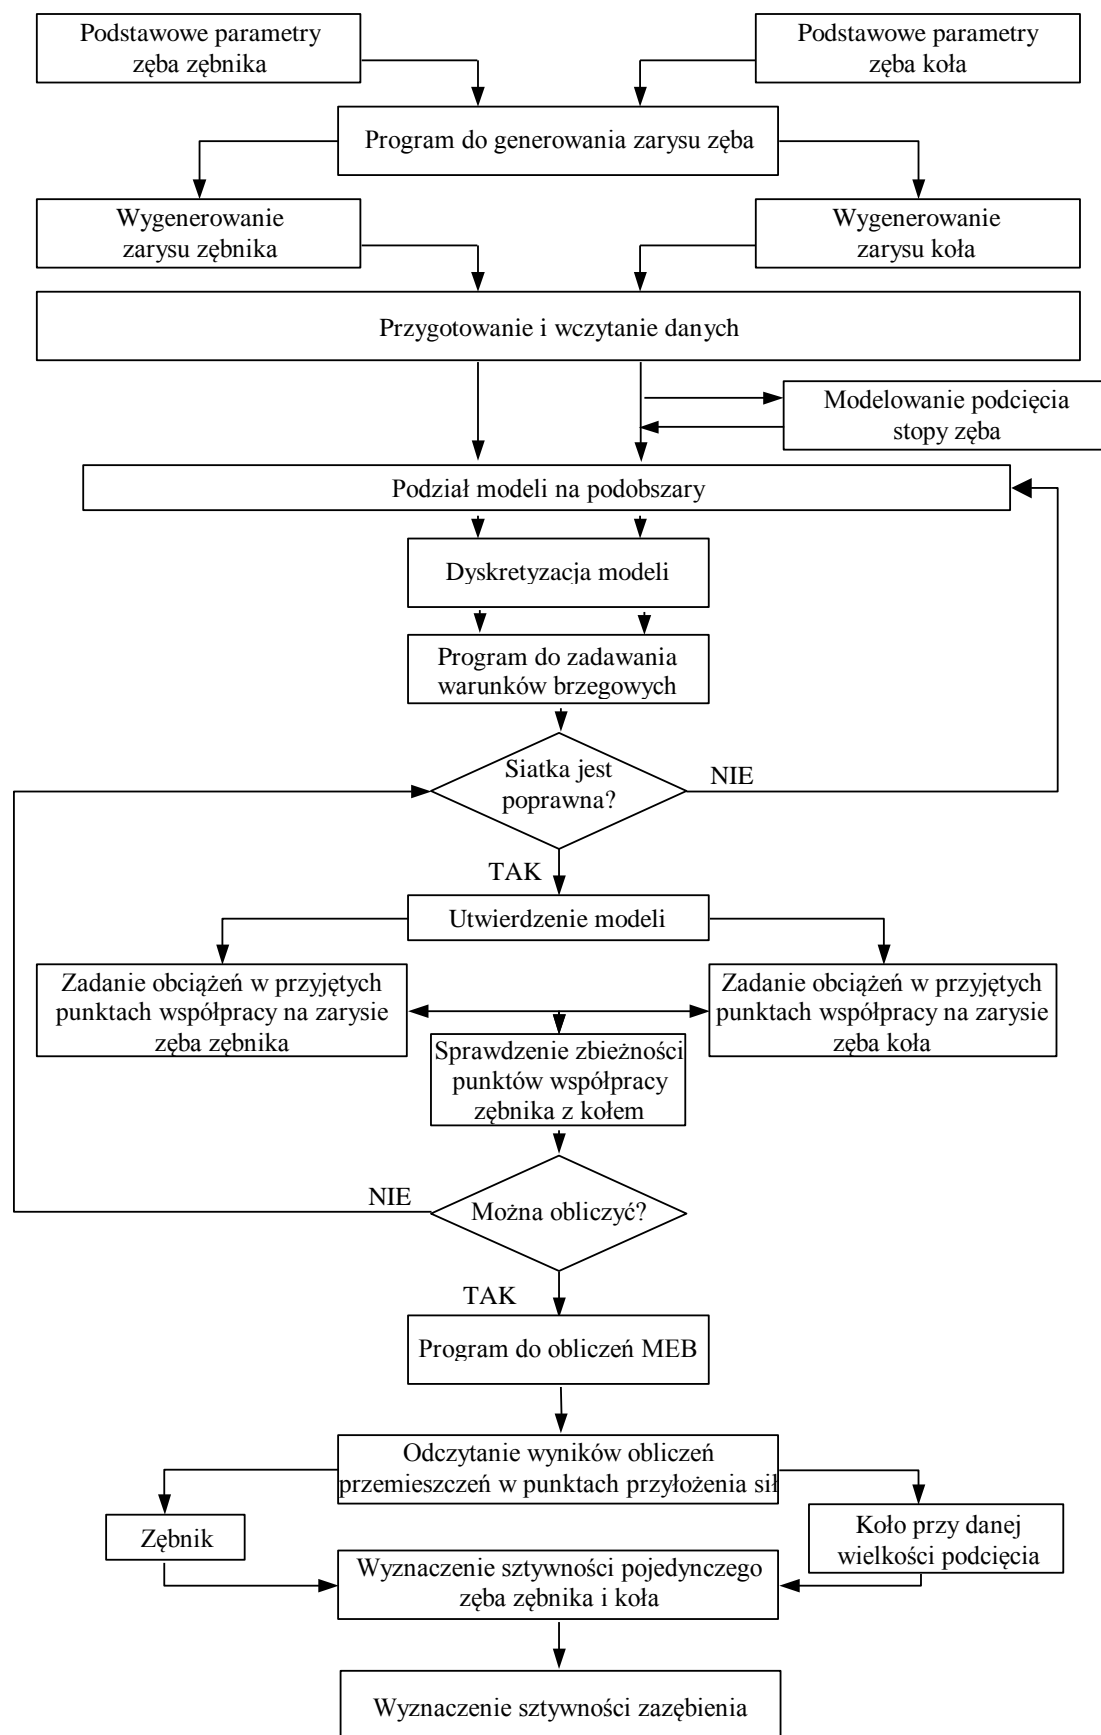 Podstawowe parametry
zęba zębnika
Podstawowe parametry
zęba koła
Program do generowania zarysu zęba
Wygenerowanie
zarysu zębnika
Wygenerowanie
zarysu koła
Przygotowanie i wczytanie danych
Modelowanie podcięcia
stopy zęba
Podział modeli na podobszary
Dyskretyzacja modeli
Program do zadawania
warunków brzegowych
Siatka jest
poprawna?
NIE
TAK
Utwierdzenie modeli
Zadanie obciążeń w przyjętych
punktach współpracy na zarysie
zęba zębnika
Zadanie obciążeń w przyjętych
punktach współpracy na zarysie
zęba koła
Sprawdzenie zbieżności
punktów współpracy
zębnika z kołem
NIE
Można obliczyć?
TAK
Program do obliczeń MEB
Odczytanie wyników obliczeń
przemieszczeń w punktach przyłożenia sił
Zębnik
Koło przy danej
wielkości podcięcia
Wyznaczenie sztywności pojedynczego
zęba zębnika i koła
Wyznaczenie sztywności zazębienia